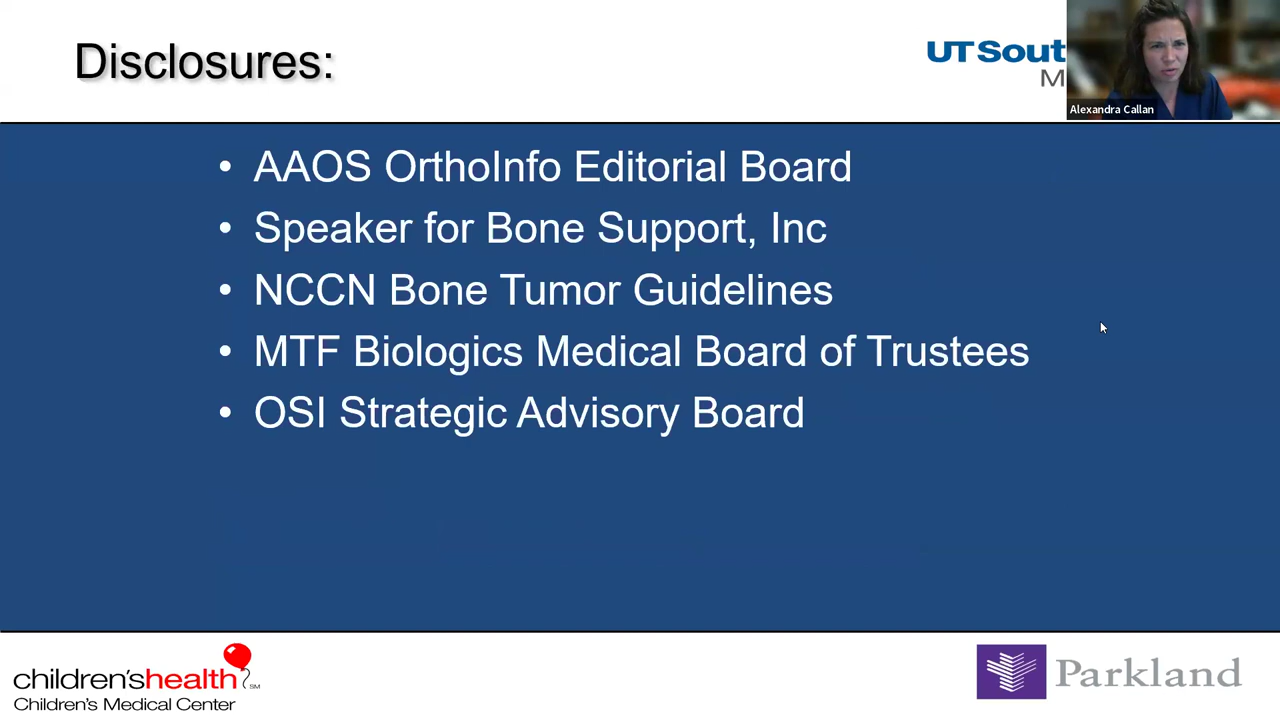 Disclosures:
UT Sout
M
Alexandra Callan
• AAOS OrthoInfo Editorial Board
• Speaker for Bone Support, Inc
• NCCN Bone Tumor Guidelines
• MTF Biologics Medical Board of Trustees
• OSI Strategic Advisory Board
children'shealth SM
Children's Medical Center
Parkland